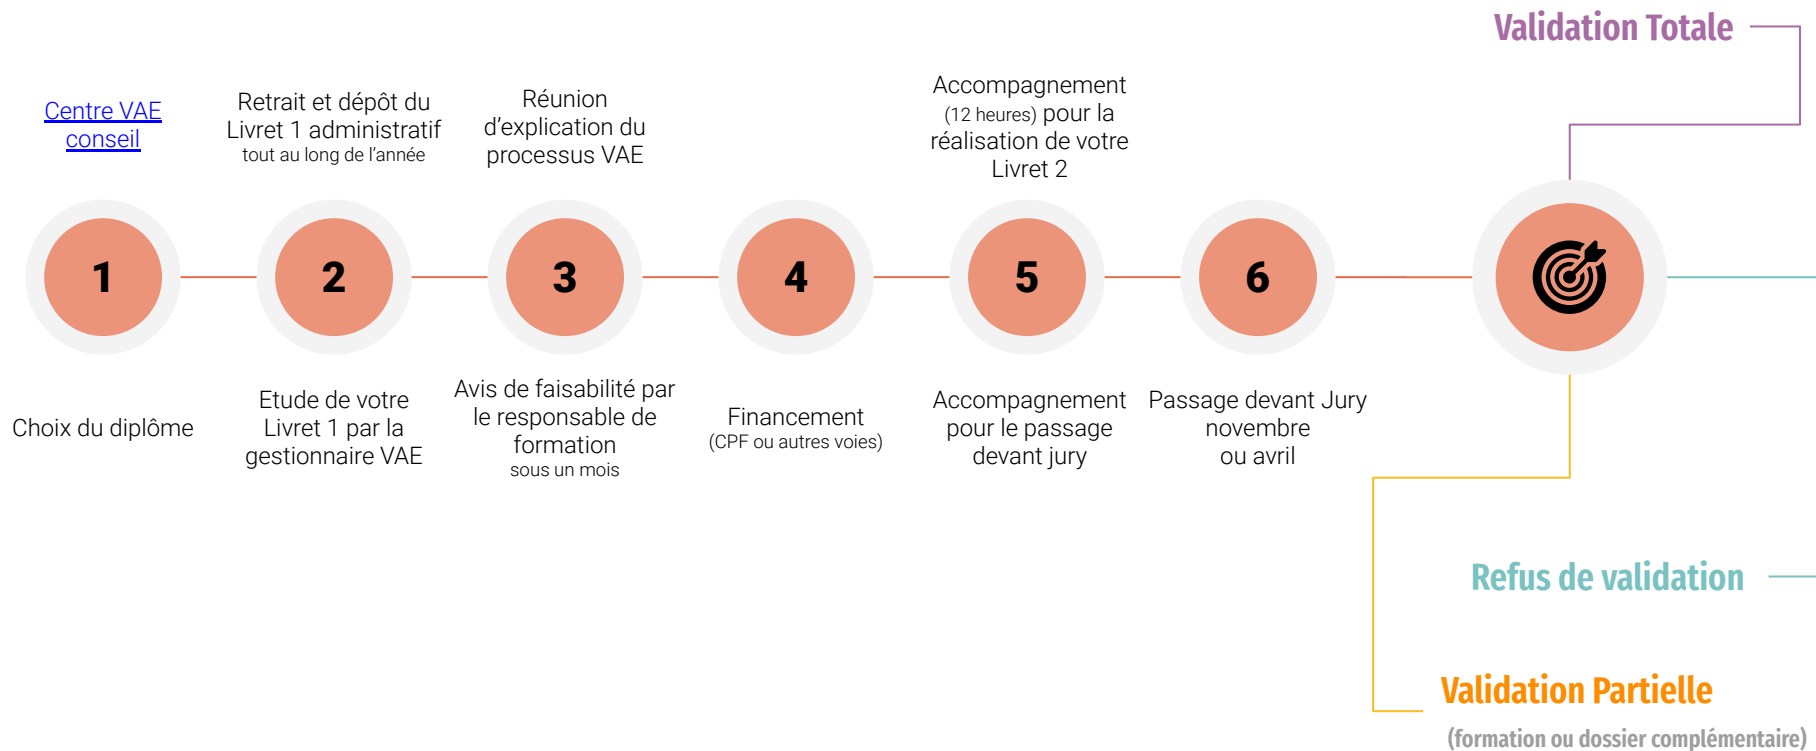 Validation Totale
Centre VAE
conseil
Retrait et dépôt du
Livret 1 administratif
tout au long de l'année
Réunion
d'explication du
processus VAE
Accompagnement
(12 heures) pour la
réalisation de votre
Livret 2
1
2
3
4
5
6
Choix du diplôme
Etude de votre
Livret 1 par la
gestionnaire VAE
Avis de faisabilité par
le responsable de
formation
sous un mois
Financement
(CPF ou autres voies)
Accompagnement
pour le passage
devant jury
Passage devant Jury
novembre
ou avril
Refus de validation
Validation Partielle
(formation ou dossier complémentaire)